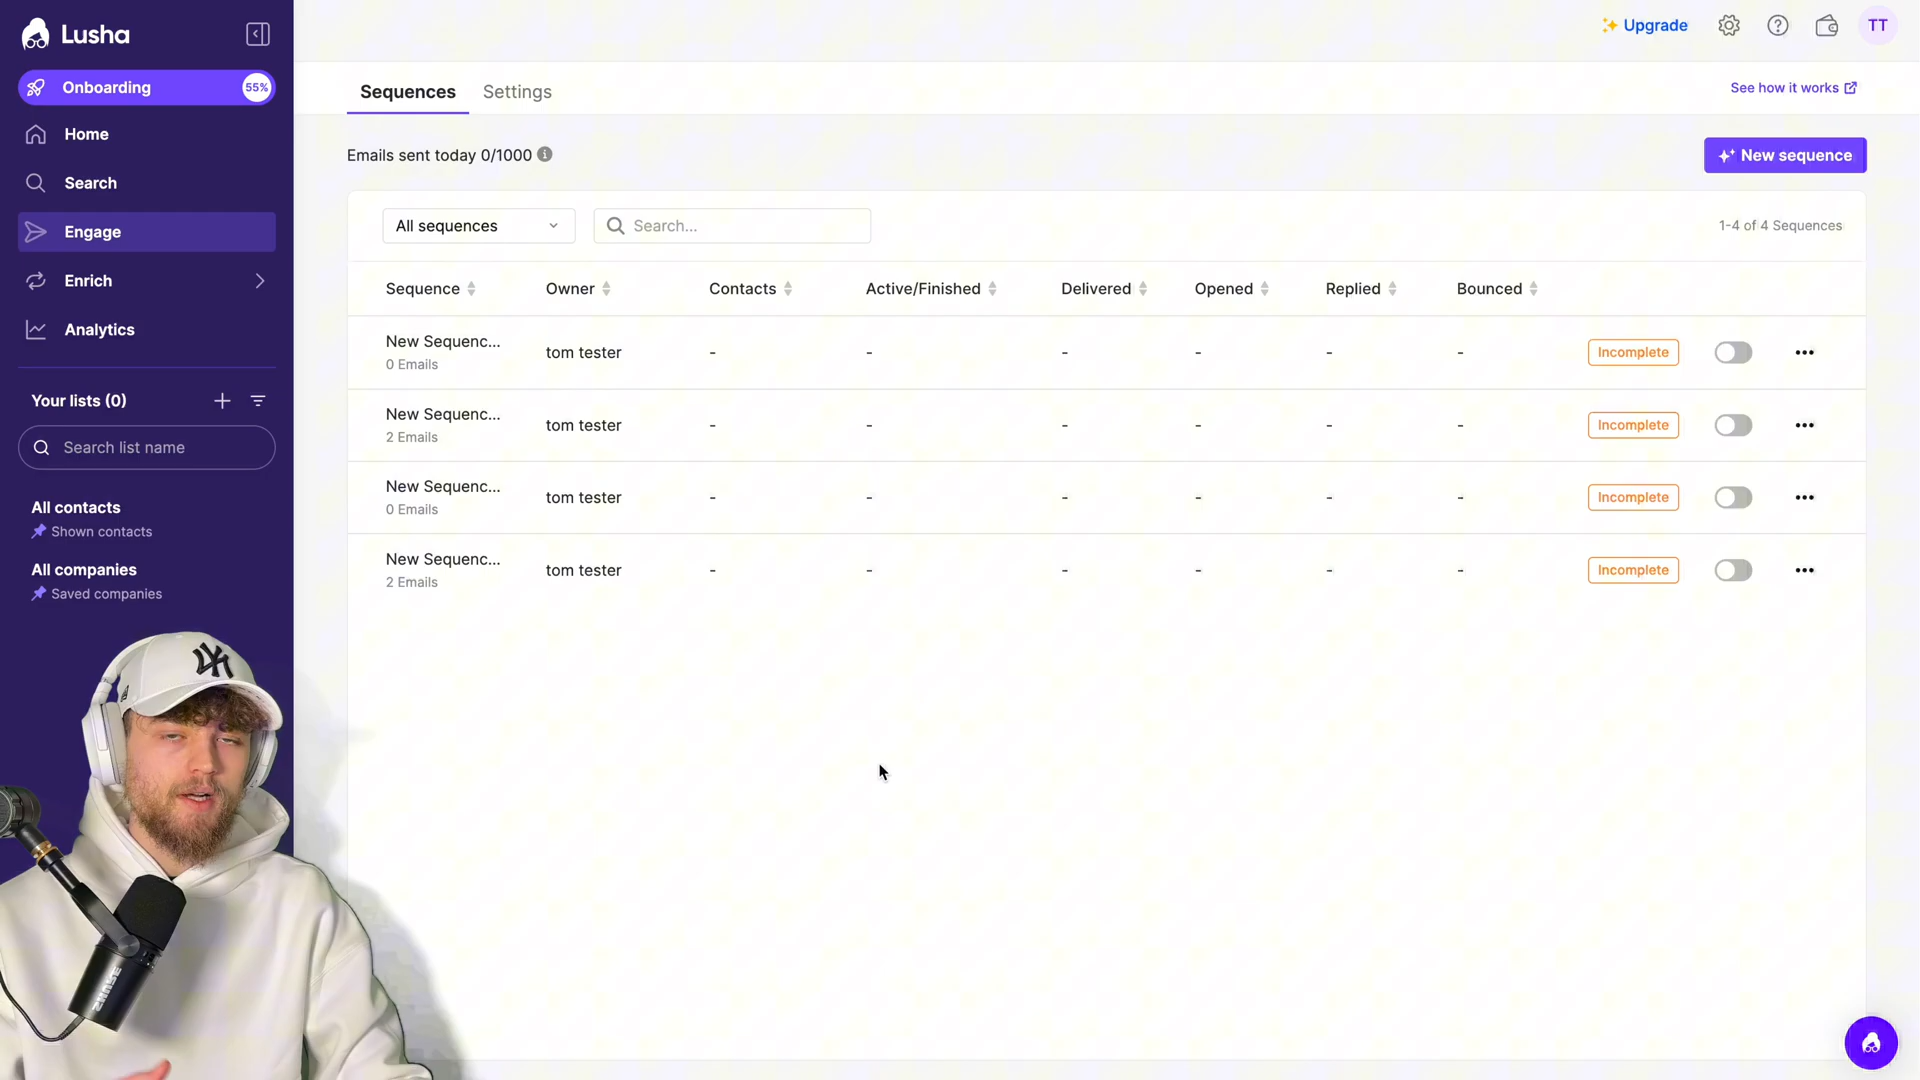 Lusha
Onboarding 55%
Home
Search
Engage
Enrich
Analytics
Your lists (0)
Search list name
All contacts
Shown contacts
All companies
Saved companies
Upgrade
TT
Sequences Settings
See how it works
Emails sent today 0/1000
New sequence
All sequences
Search...
1-4 of 4 Sequences
Sequence Owner Contacts Active/Finished Delivered Opened Replied Bounced
New Sequenc...
0 Emails
tom tester - - - - - - Incomplete
New Sequenc...
2 Emails
tom tester - - - - - - Incomplete
New Sequenc...
0 Emails
tom tester - - - - - - Incomplete
New Sequenc...
2 Emails
tom tester - - - - - - Incomplete
NY
SHURE